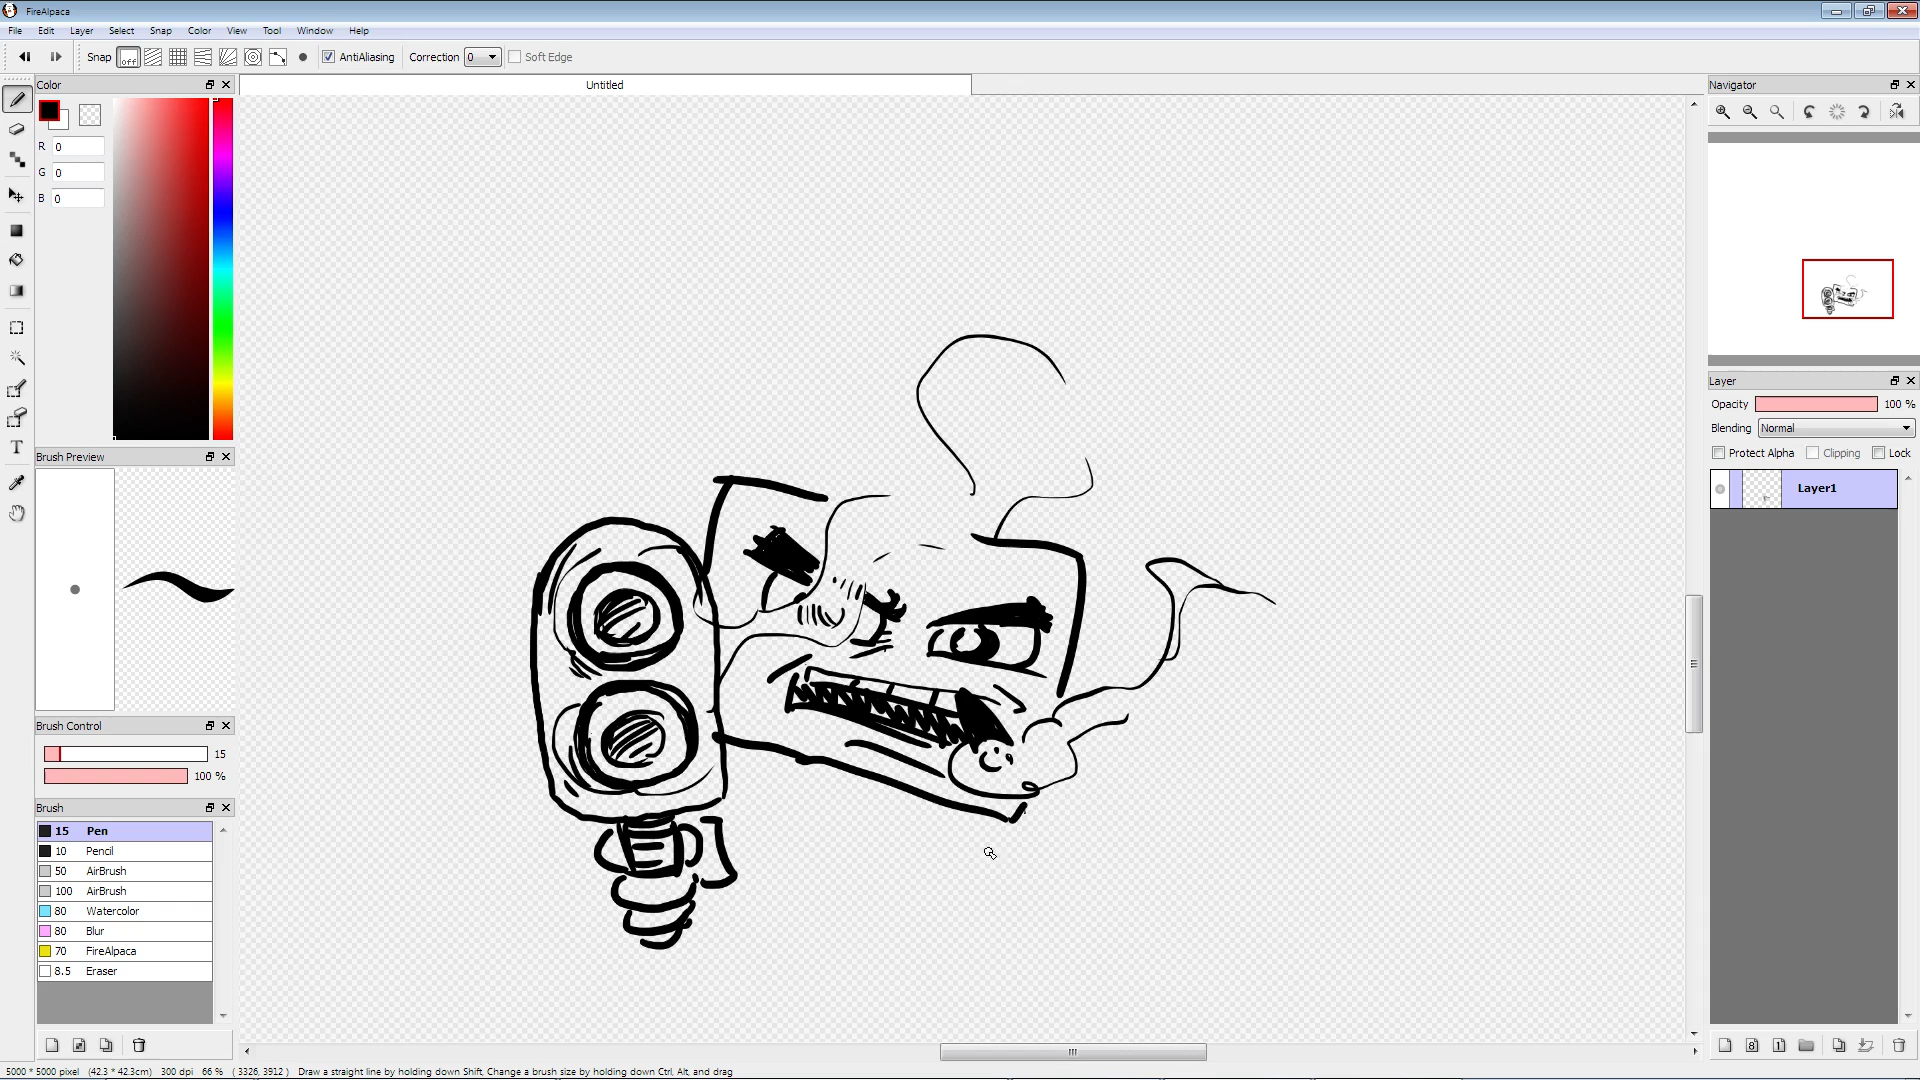 FireAlpaca
File Edit Layer Select Snap Color View Tool Window Help
Snap off AntiAliasing Correction 0 Soft Edge
Color
Untitled
Navigator
R 0
G 0
B 0
Layer
Opacity 100 %
Blending Normal
Protect Alpha Clipping Lock
Layer1
Brush Preview
Brush Control
15
100 %
Brush
15 Pen
10 Pencil
50 AirBrush
100 AirBrush
80 Watercolor
80 Blur
70 FireAlpaca
8.5 Eraser
T
8
1
5000 * 5000 pixel (42.3 * 42.3cm) 300 dpi 66 % ( 3326, 3912 ) Draw a straight line by holding down Shift, Change a brush size by holding down Ctrl, Alt, and drag